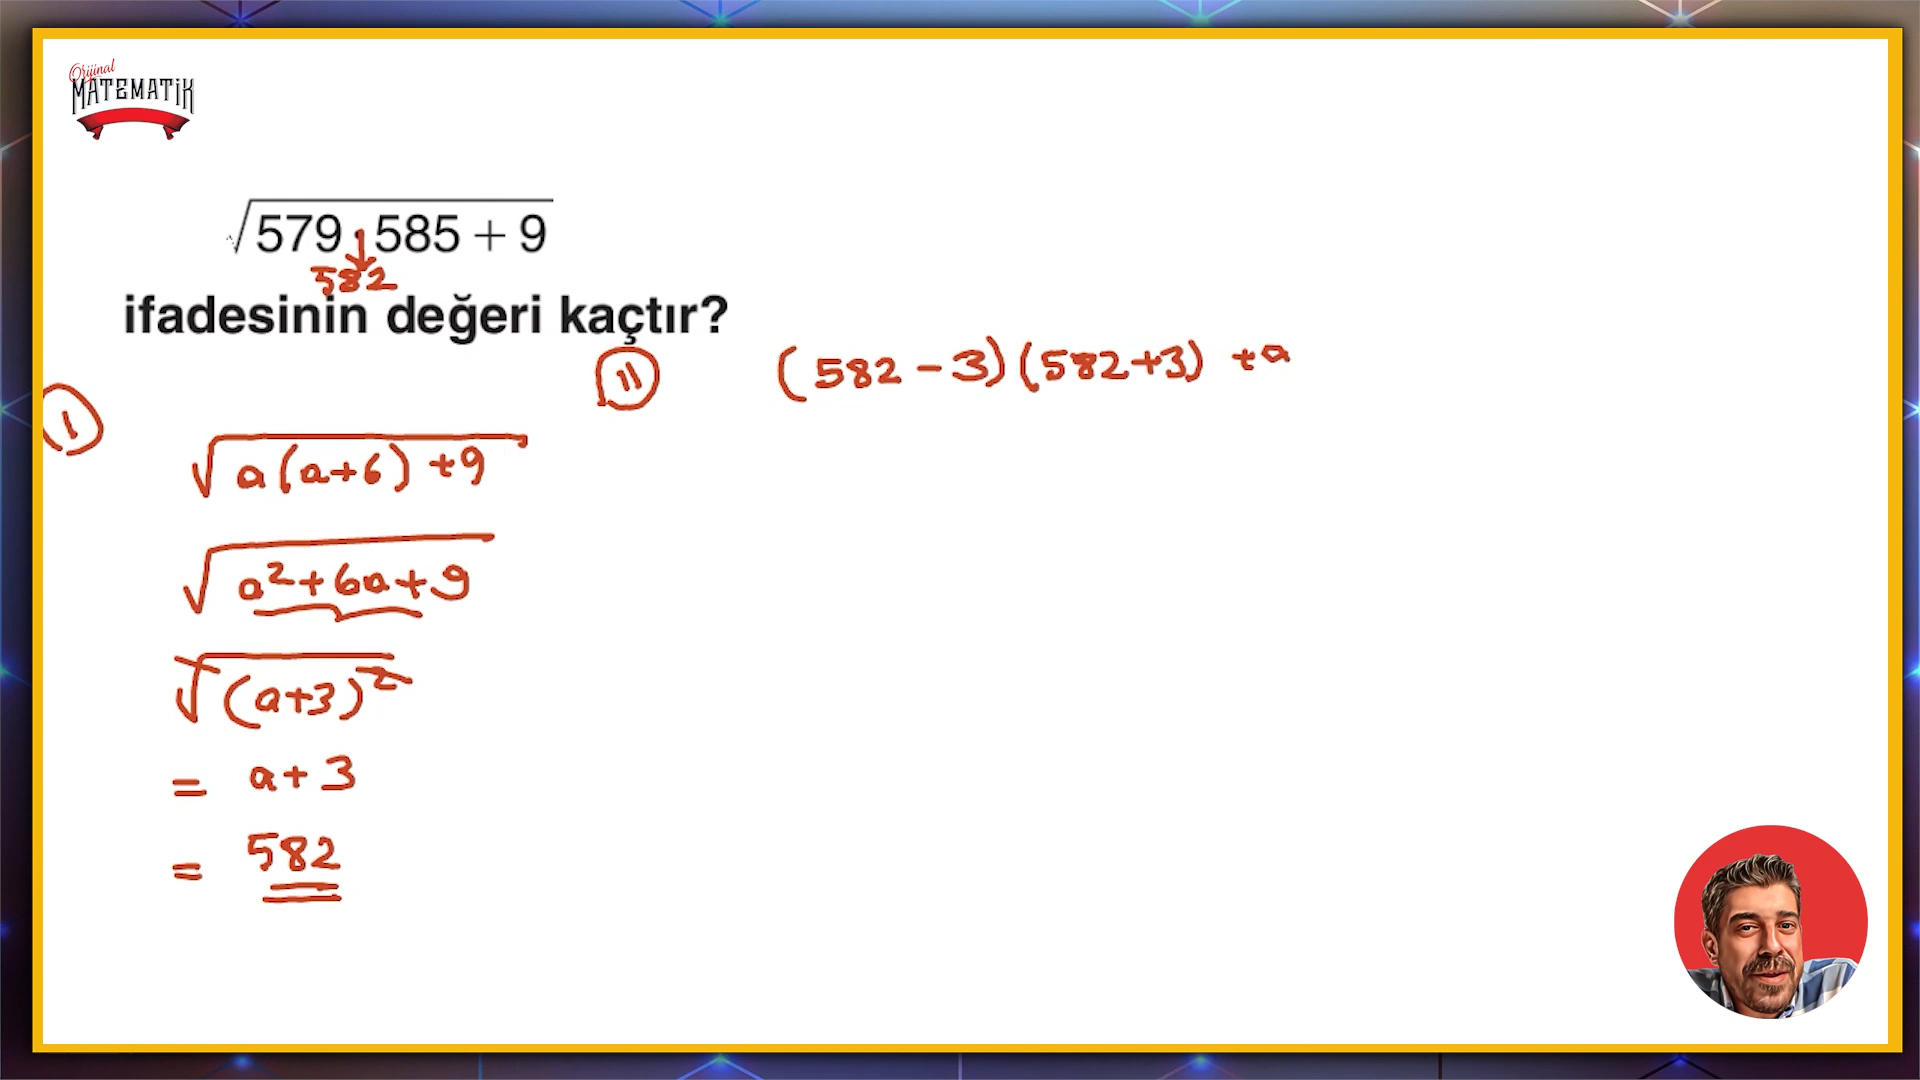 Orijinal
MATEMATİK
√579·585+9
582
ifadesinin değeri kaçtır?
II (582-3)(582+3) +9
I
√a(a+6)+9
√a²+6a+9
√(a+3)²
= a+3
= 582